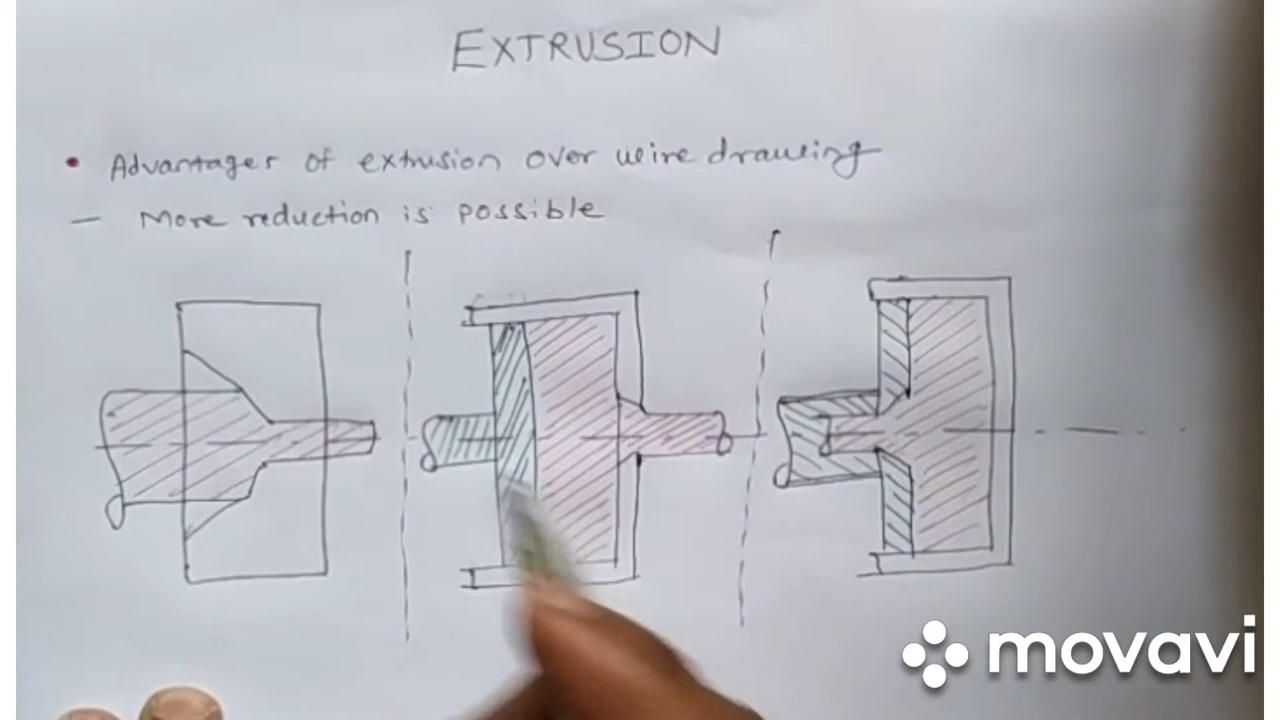 EXTRUSION
• Advantages of extrusion over wire drawing
— More reduction is possible
movavi